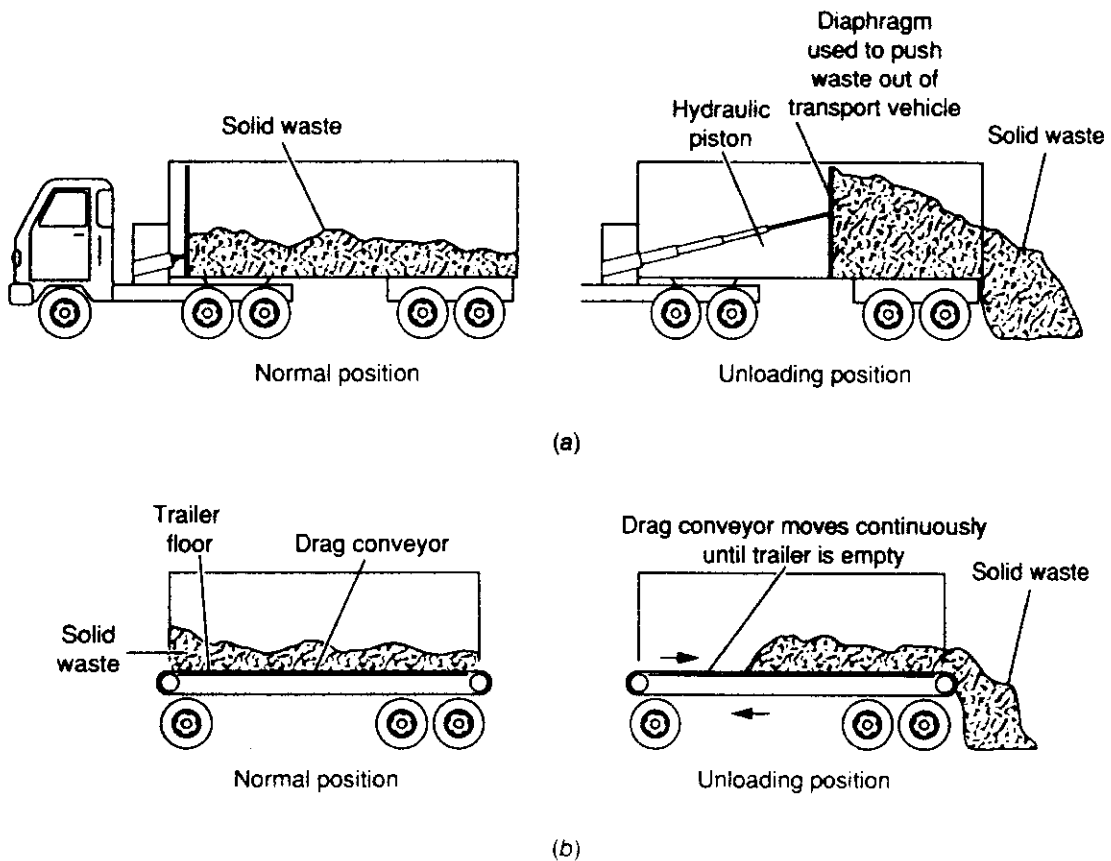 Solid waste
Normal position
Diaphragm
used to push
waste out of
transport vehicle
Hydraulic
piston
Solid waste
Unloading position
(a)
Trailer
floor
Drag conveyor
Solid
waste
Normal position
Drag conveyor moves continuously
until trailer is empty
Solid waste
Unloading position
(b)